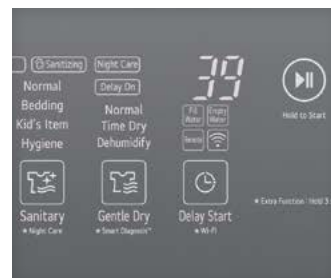 Sanitizing
Night Care
Delay On
39
Normal
Bedding
Kid's Item
Hygiene
Normal
Time Dry
Dehumidify
Fill Water
Empty Water
Remote
Hold to Start
Sanitary
★ Night Care
Gentle Dry
★ Smart Diagnosis™
Delay Start
★ Wi-Fi
★ Extra Function : Hold 3